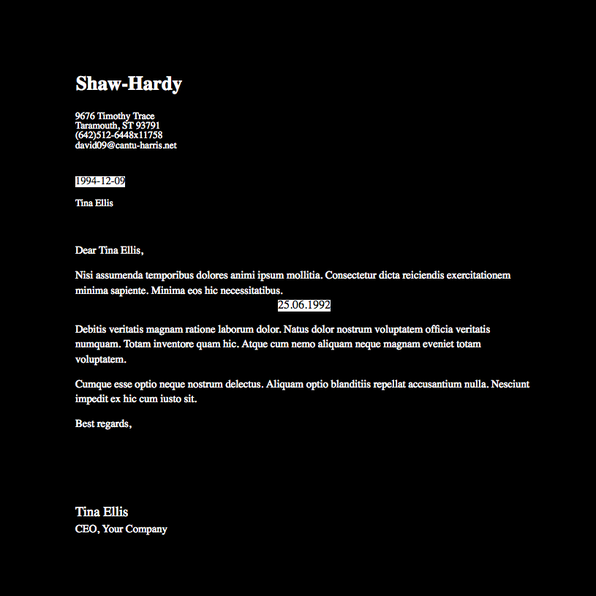 Shaw-Hardy
9676 Timothy Trace
Taramouth, ST 93791
(642)512-6448x11758
david09@cantu-harris.net
1994-12-09
Tina Ellis
Dear Tina Ellis,
Nisi assumenda temporibus dolores animi ipsum mollitia. Consectetur dicta reiciendis exercitationem
minima sapiente. Minima eos hic necessitatibus.
25.06.1992
Debitis veritatis magnam ratione laborum dolor. Natus dolor nostrum voluptatem officia veritatis
numquam. Totam inventore quam hic. Atque cum nemo aliquam neque magnam eveniet totam
voluptatem.
Cumque esse optio neque nostrum delectus. Aliquam optio blanditiis repellat accusantium nulla. Nesciunt
impedit ex hic cum iusto sit.
Best regards,
Tina Ellis
CEO, Your Company